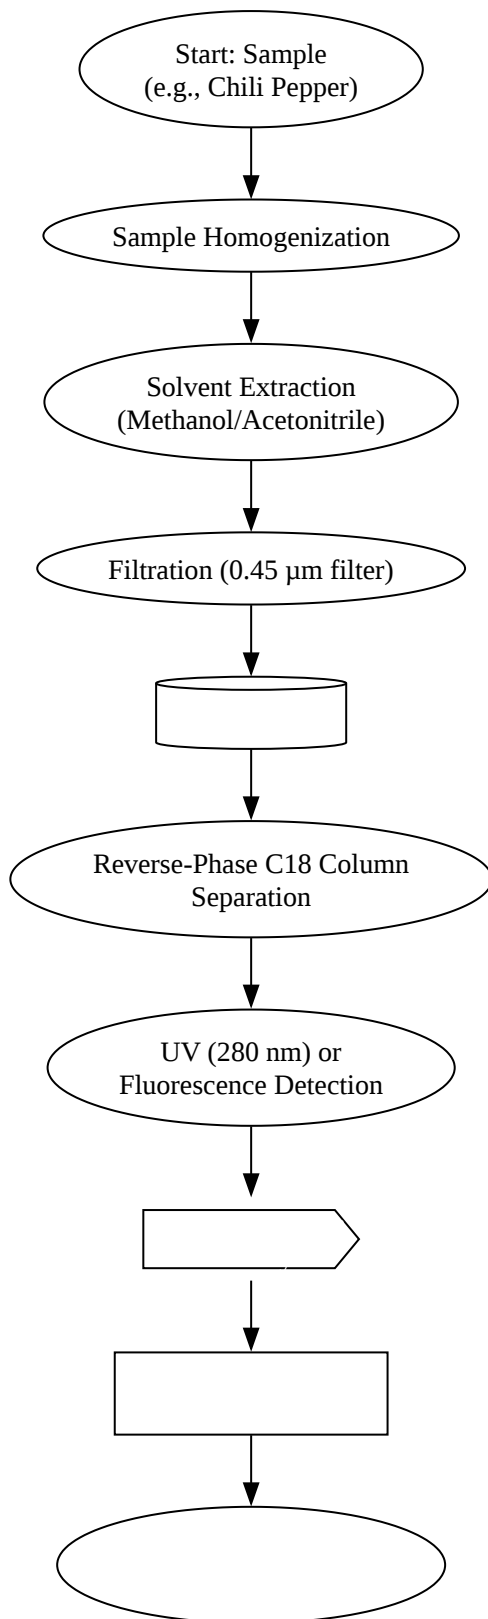 Start: Sample
(e.g., Chili Pepper)
Sample Homogenization
Solvent Extraction
(Methanol/Acetonitrile)
Filtration (0.45 µm filter)
Reverse-Phase C18 Column
Separation
UV (280 nm) or
Fluorescence Detection